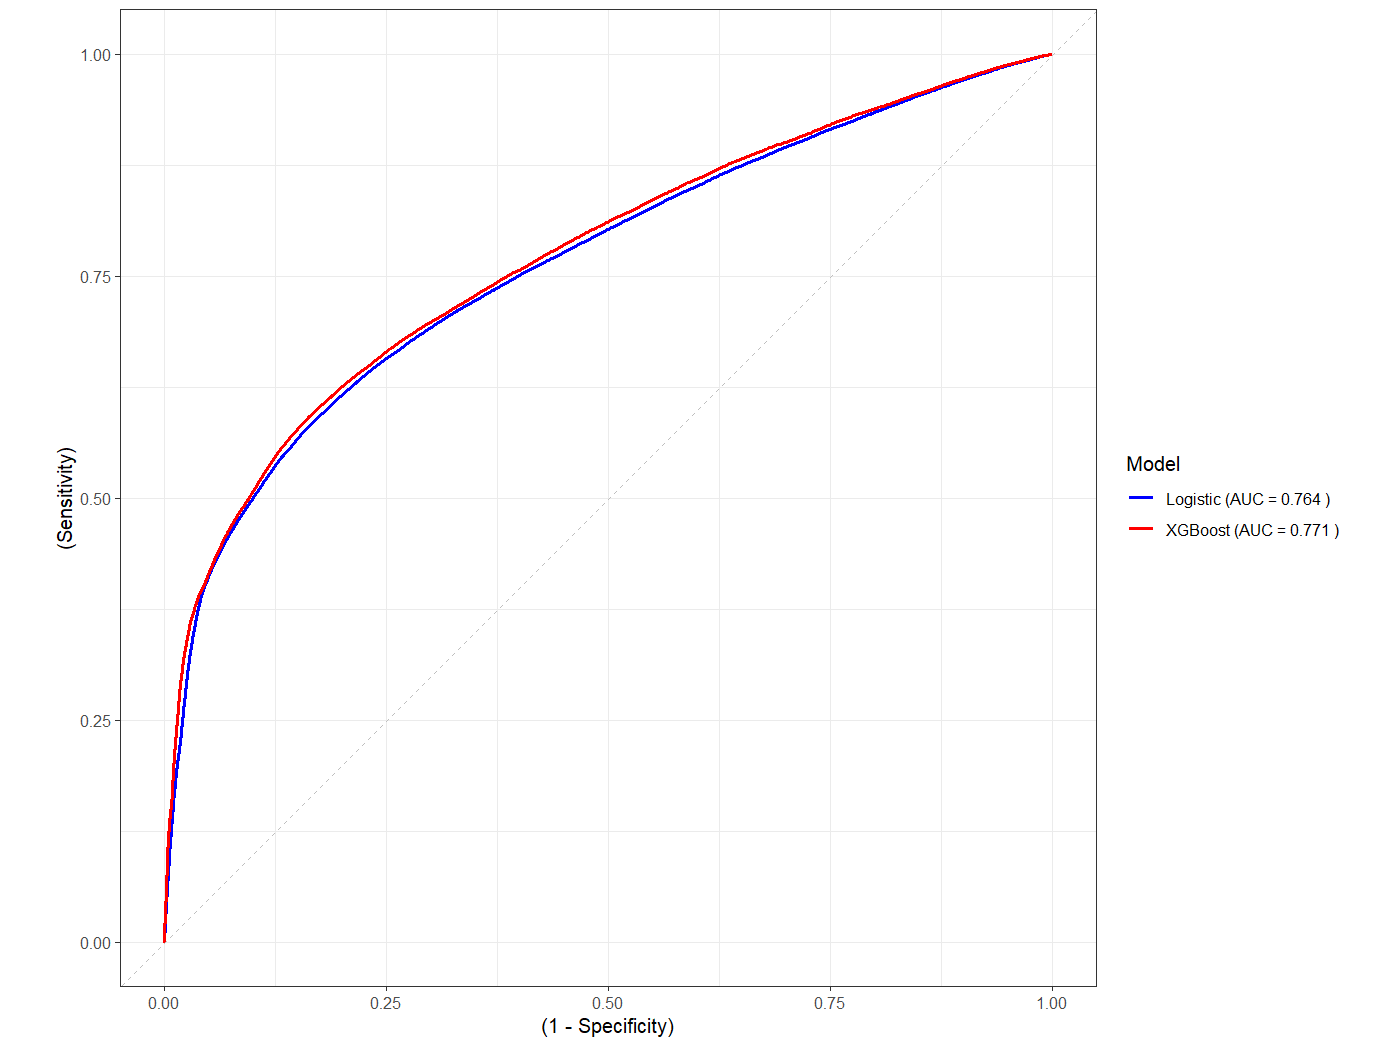 1.00
0.75
0.50
0.25
0.00
(Sensitivity)
0.00 0.25 0.50 0.75 1.00
(1 - Specificity)
Model
Logistic (AUC = 0.764 )
XGBoost (AUC = 0.771 )